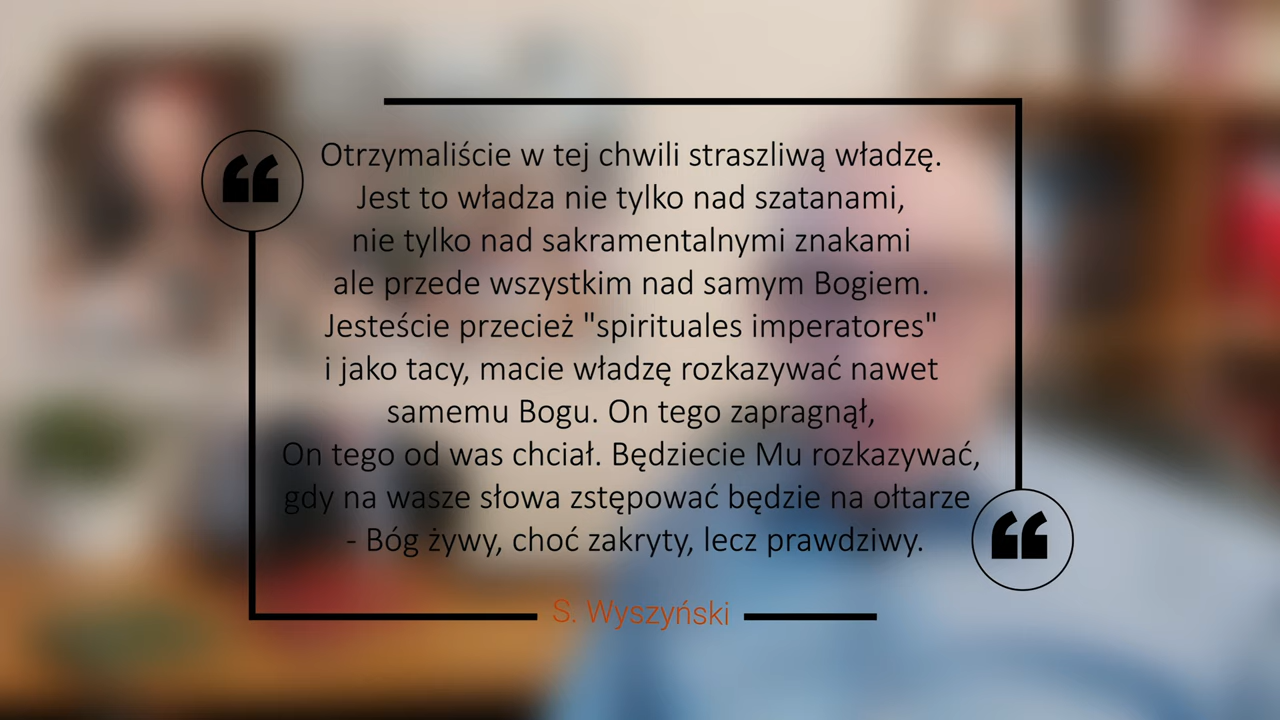 Otrzymaliście w tej chwili straszliwą władzę.
Jest to władza nie tylko nad szatanami,
nie tylko nad sakramentalnymi znakami
ale przede wszystkim nad samym Bogiem.
Jesteście przecież "spirituales imperatores"
i jako tacy, macie władzę rozkazywać nawet
samemu Bogu. On tego zapragnął,
On tego od was chciał. Będziecie Mu rozkazywać,
gdy na wasze słowa zstępować będzie na ołtarze
- Bóg żywy, choć zakryty, lecz prawdziwy.
S. Wyszyński